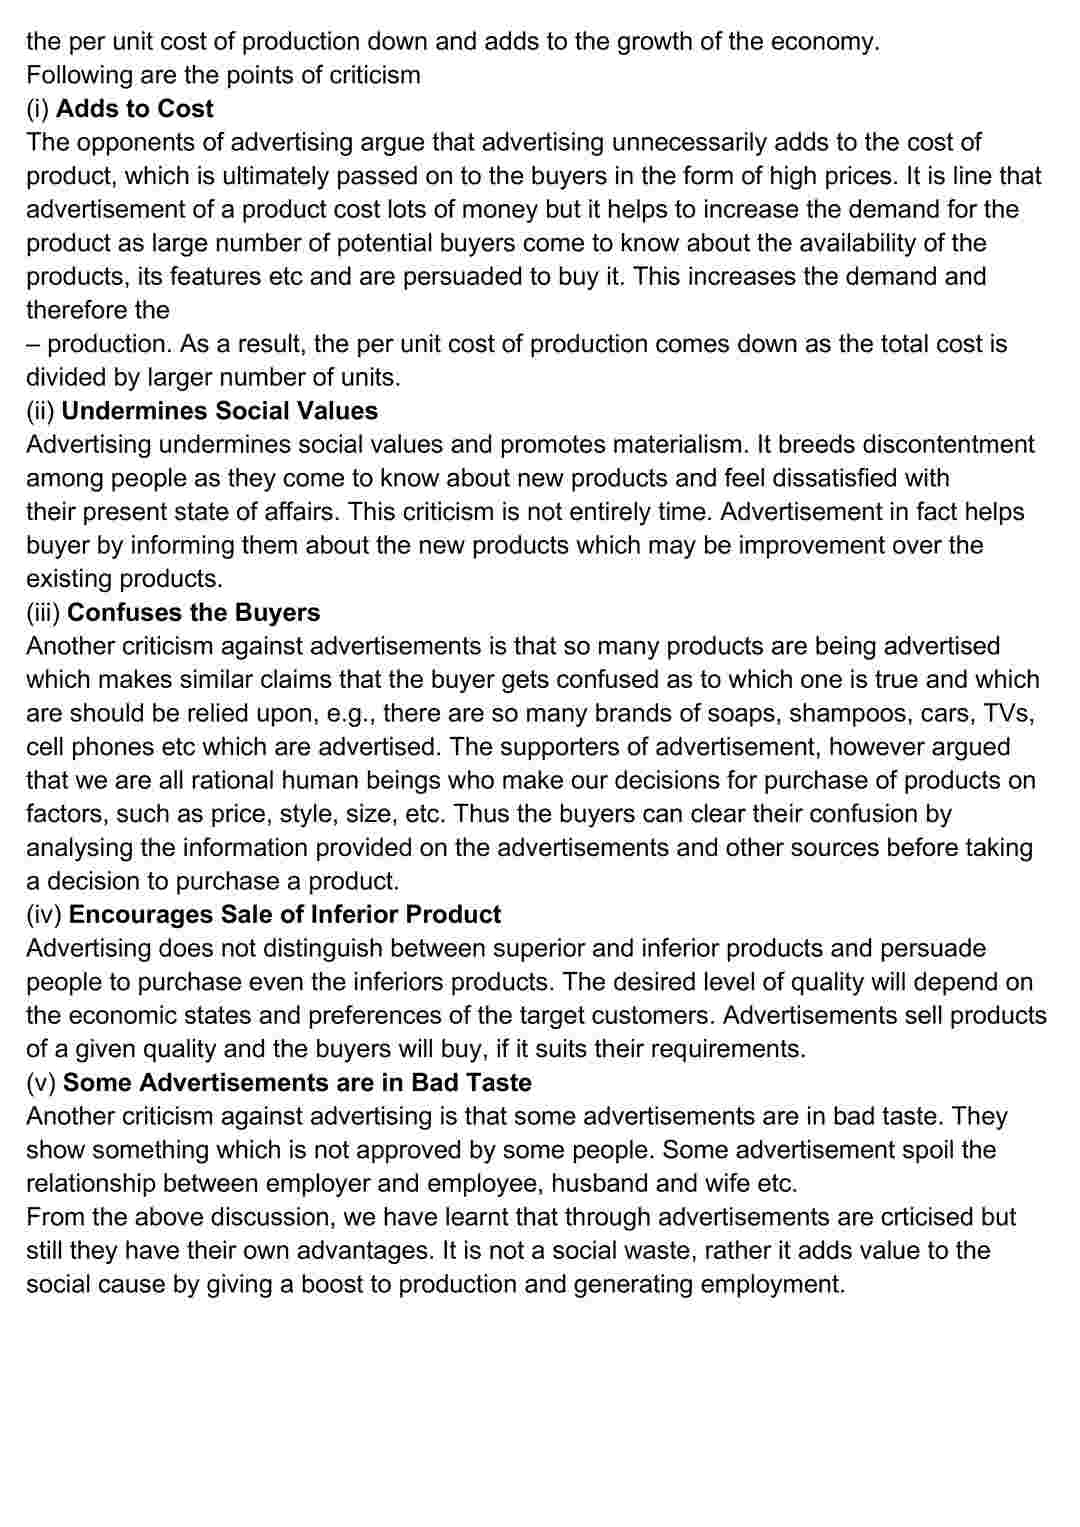 the per unit cost of production down and adds to the growth of the economy.
Following are the points of criticism
(i) Adds to Cost
The opponents of advertising argue that advertising unnecessarily adds to the cost of
product, which is ultimately passed on to the buyers in the form of high prices. It is line that
advertisement of a product cost lots of money but it helps to increase the demand for the
product as large number of potential buyers come to know about the availability of the
products, its features etc and are persuaded to buy it. This increases the demand and
therefore the
– production. As a result, the per unit cost of production comes down as the total cost is
divided by larger number of units.
(ii) Undermines Social Values
Advertising undermines social values and promotes materialism. It breeds discontentment
among people as they come to know about new products and feel dissatisfied with
their present state of affairs. This criticism is not entirely time. Advertisement in fact helps
buyer by informing them about the new products which may be improvement over the
existing products.
(iii) Confuses the Buyers
Another criticism against advertisements is that so many products are being advertised
which makes similar claims that the buyer gets confused as to which one is true and which
are should be relied upon, e.g., there are so many brands of soaps, shampoos, cars, TVs,
cell phones etc which are advertised. The supporters of advertisement, however argued
that we are all rational human beings who make our decisions for purchase of products on
factors, such as price, style, size, etc. Thus the buyers can clear their confusion by
analysing the information provided on the advertisements and other sources before taking
a decision to purchase a product.
(iv) Encourages Sale of Inferior Product
Advertising does not distinguish between superior and inferior products and persuade
people to purchase even the inferiors products. The desired level of quality will depend on
the economic states and preferences of the target customers. Advertisements sell products
of a given quality and the buyers will buy, if it suits their requirements.
(v) Some Advertisements are in Bad Taste
Another criticism against advertising is that some advertisements are in bad taste. They
show something which is not approved by some people. Some advertisement spoil the
relationship between employer and employee, husband and wife etc.
From the above discussion, we have learnt that through advertisements are crticised but
still they have their own advantages. It is not a social waste, rather it adds value to the
social cause by giving a boost to production and generating employment.